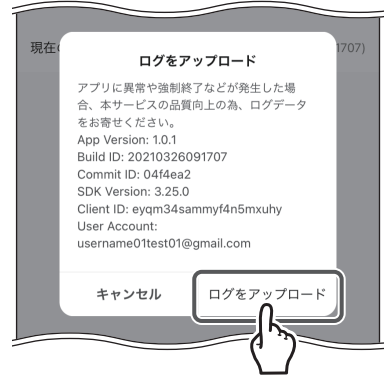 現在
1707)
ログをアップロード
アプリに異常や強制終了などが発生した場
合、本サービスの品質向上の為、ログデータ
をお寄せください。
App Version: 1.0.1
Build ID: 20210326091707
Commit ID: 04f4ea2
SDK Version: 3.25.0
Client ID: eyqm34sammyf4n5mxuhy
User Account:
username01test01@gmail.com
キャンセル
ログをアップロード